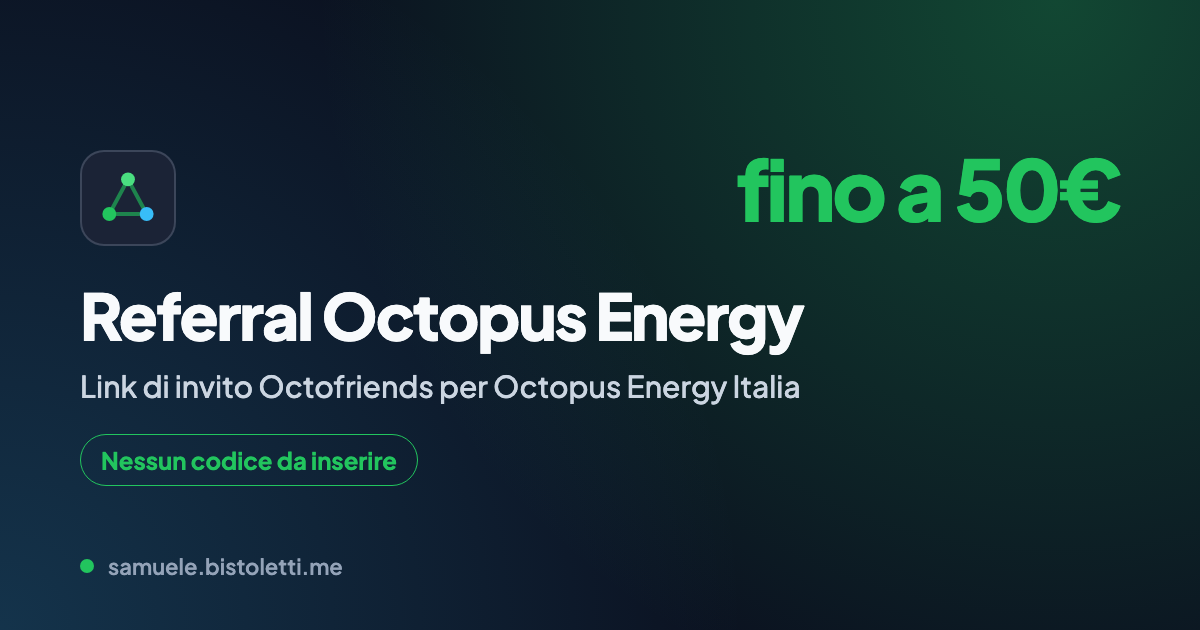 fino a 50€
Referral Octopus Energy
Link di invito Octofriends per Octopus Energy Italia
Nessun codice da inserire
samuele.bistoletti.me